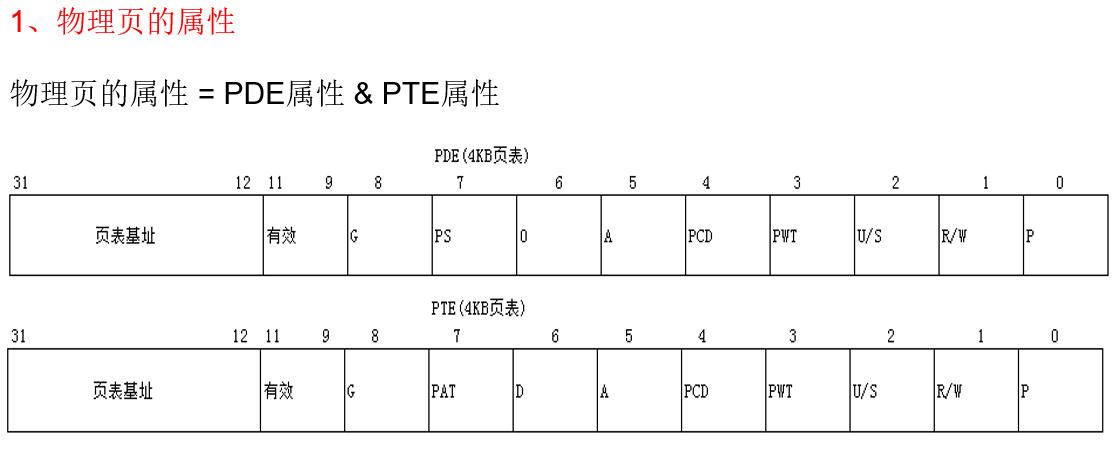 1、物理页的属性
物理页的属性 = PDE属性 & PTE属性
PDE(4KB页表)
31 12 11 9 8 7 6 5 4 3 2 1 0
页表基址 有效 G PS 0 A PCD PWT U/S R/W P
PTE(4KB页表)
31 12 11 9 8 7 6 5 4 3 2 1 0
页表基址 有效 G PAT D A PCD PWT U/S R/W P